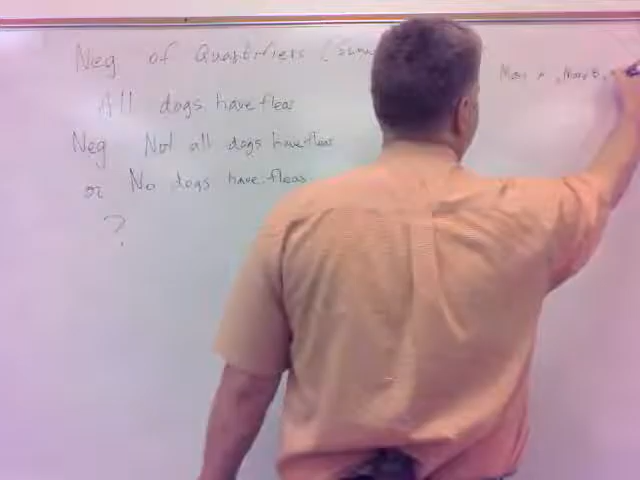 Neg of Quantifiers
All dogs have fleas
Neg Not all dogs have fleas
or No dogs have fleas
?